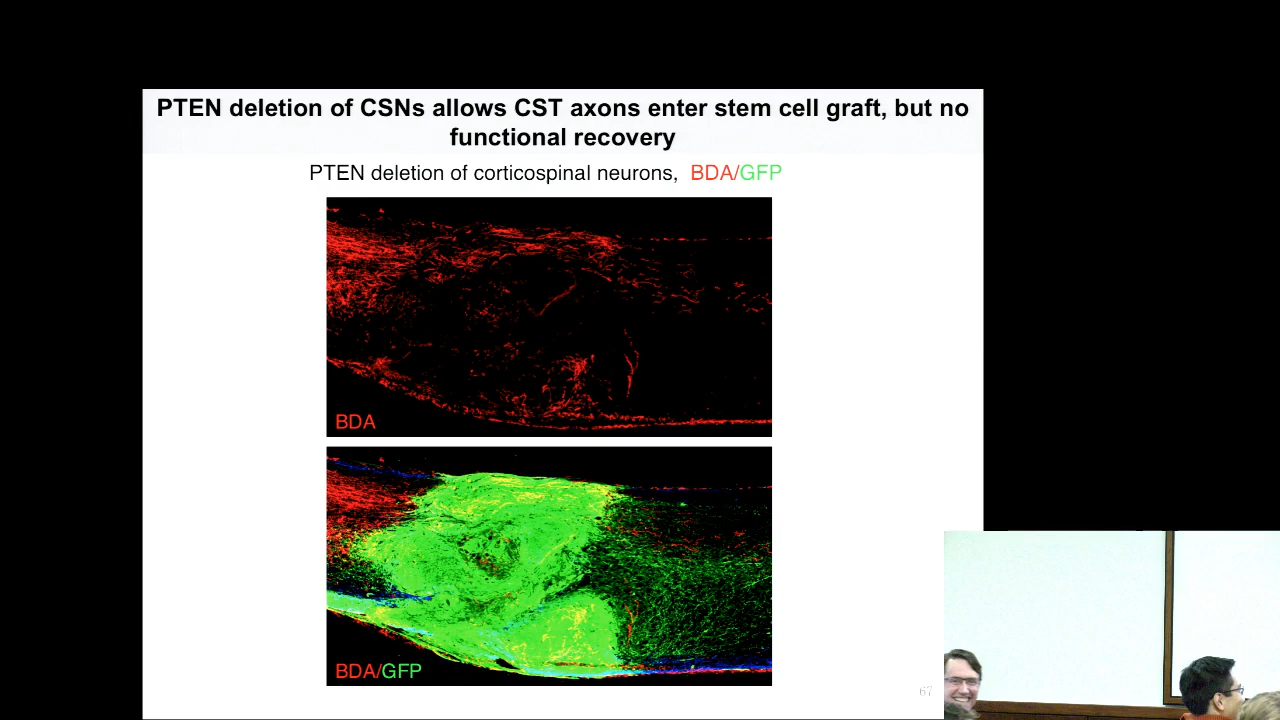 PTEN deletion of CSNs allows CST axons enter stem cell graft, but no
functional recovery
PTEN deletion of corticospinal neurons, BDA/GFP
BDA
BDA/GFP
67